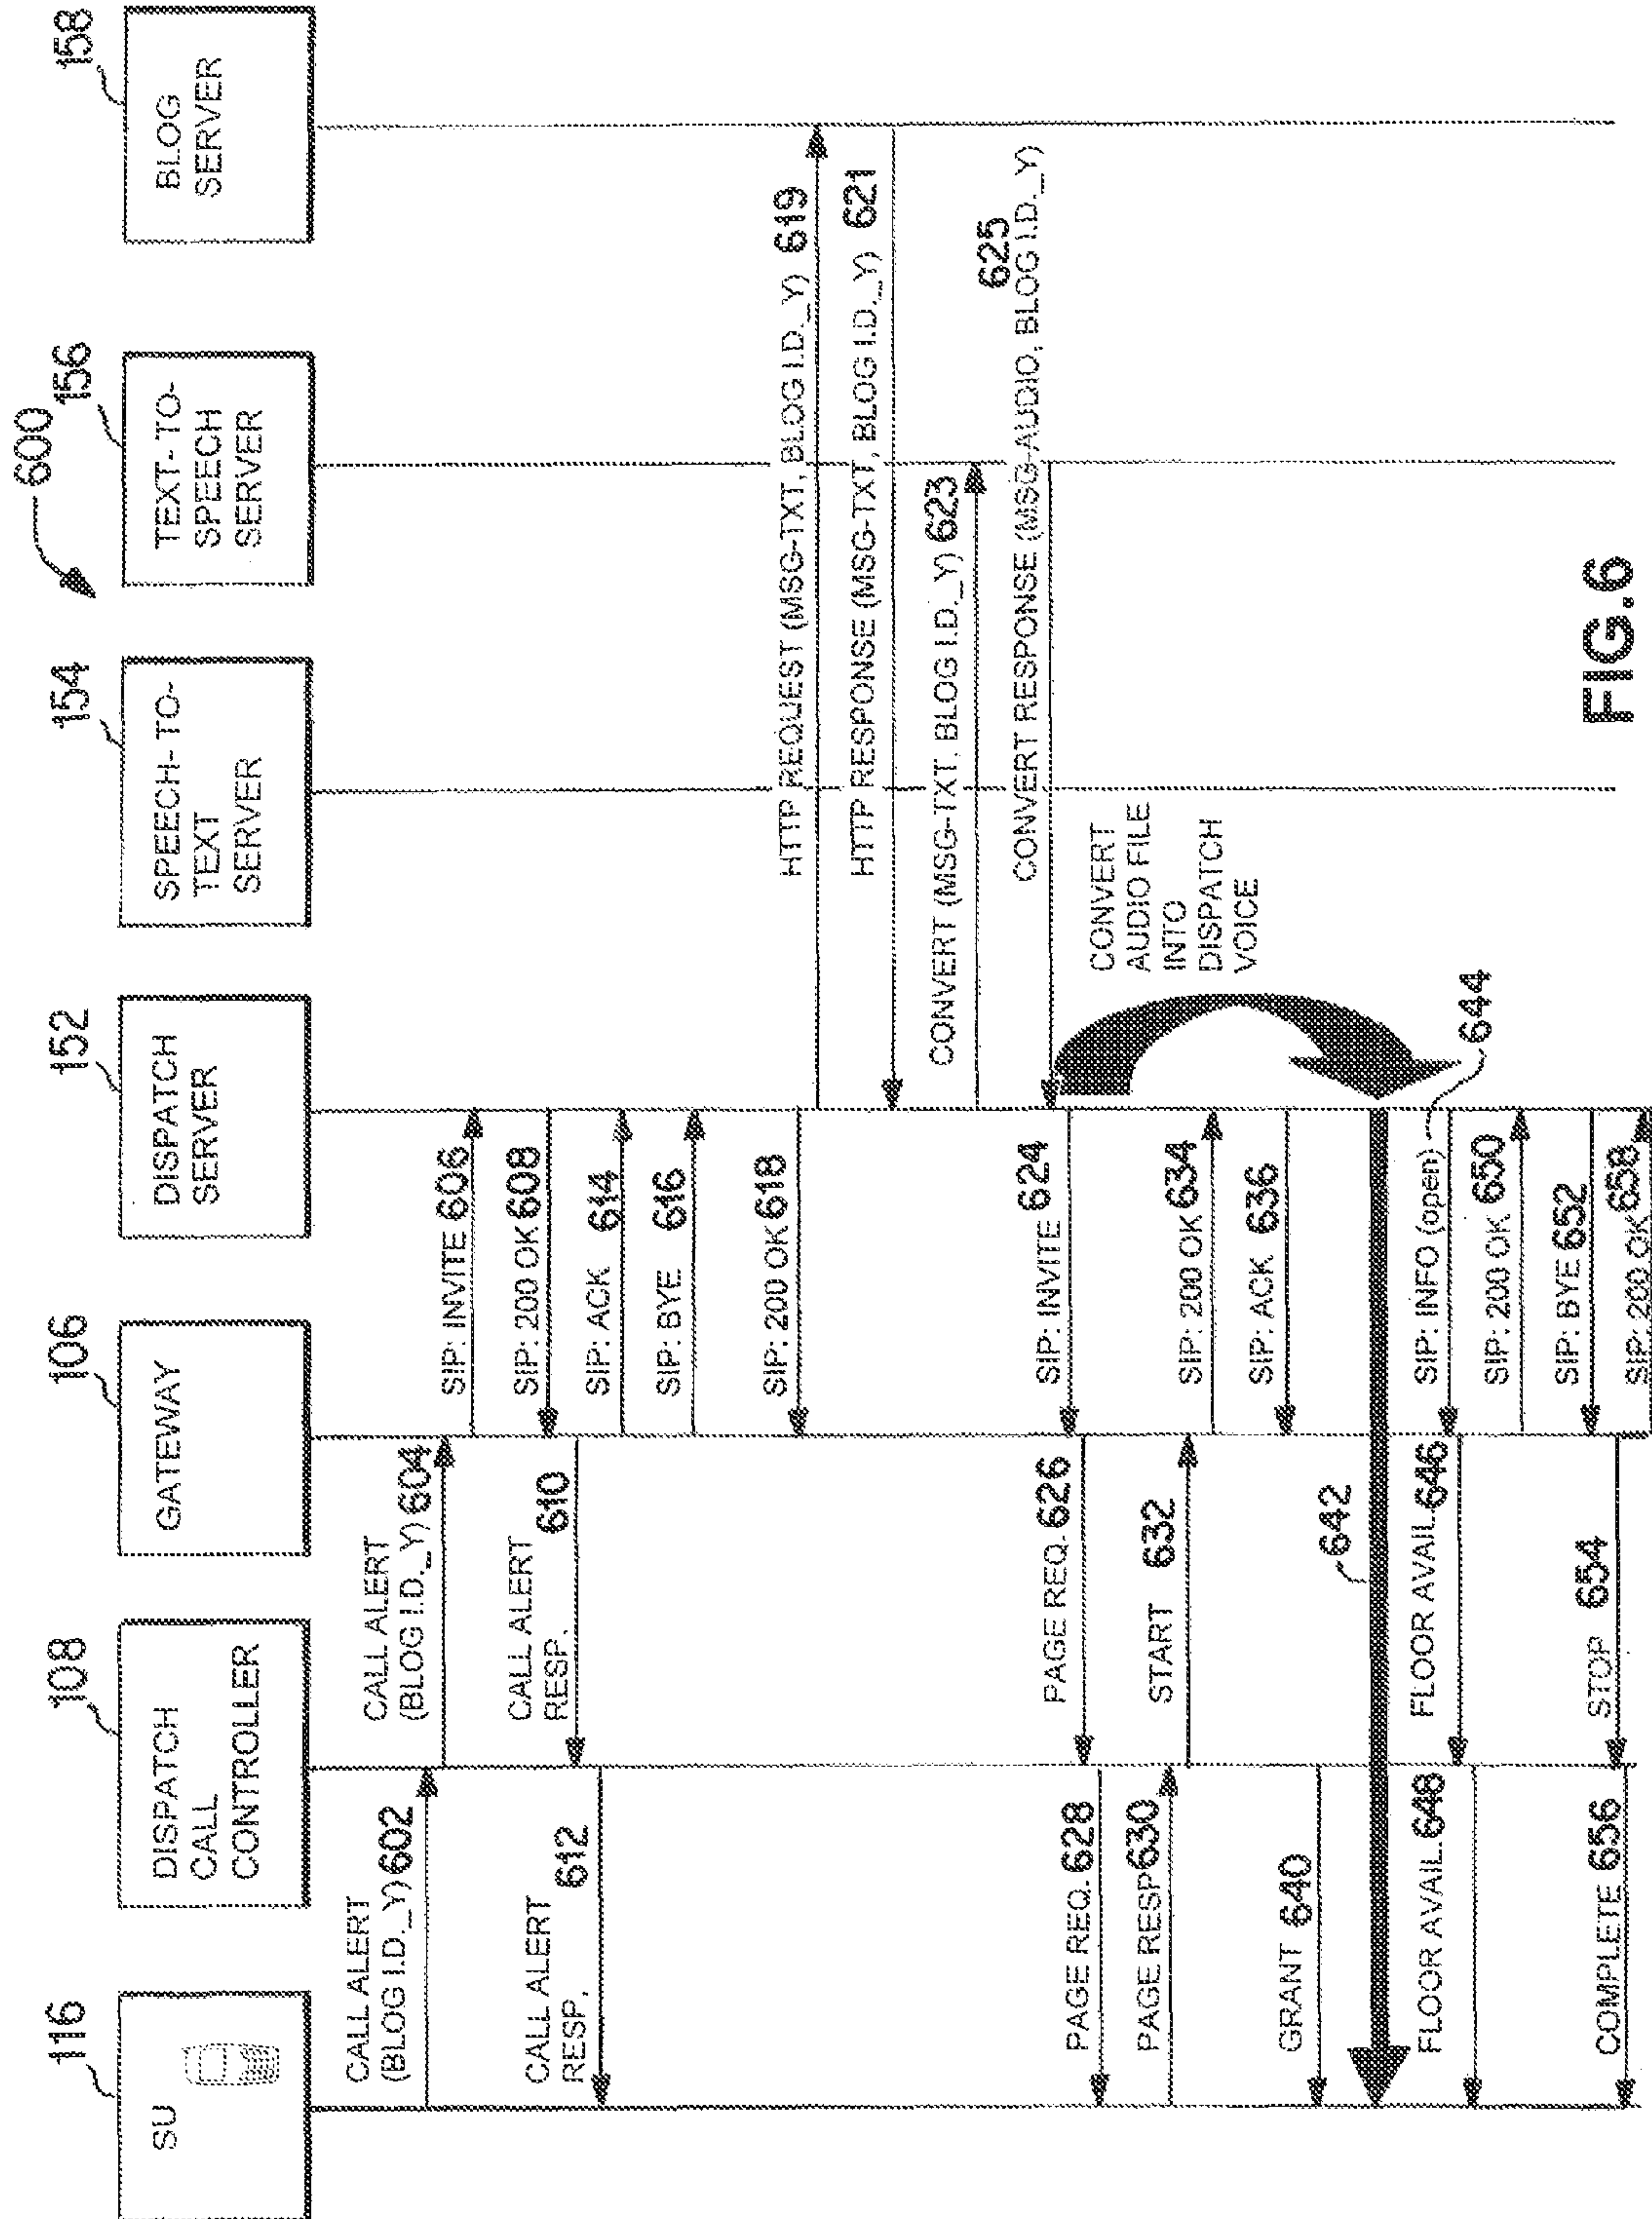 600
116
SU
108
DISPATCH
CALL
CONTROLLER
106
GATEWAY
152
DISPATCH
SERVER
154
SPEECH-TO-
TEXT
SERVER
156
TEXT-TO-
SPEECH
SERVER
158
BLOG
SERVER
CALL ALERT
(BLOG I.D._Y) 602
CALL ALERT
(BLOG I.D._Y) 604
SIP: INVITE 606
SIP: 200 OK 608
CALL ALERT
RESP. 610
CALL ALERT
RESP. 612
SIP: ACK 614
SIP: BYE 616
SIP: 200 OK 618
HTTP REQUEST (MSG-TXT, BLOG I.D._Y) 619
HTTP RESPONSE (MSG-TXT, BLOG I.D._Y) 621
CONVERT (MSG-TXT, BLOG I.D._Y) 623
625
CONVERT RESPONSE (MSG-AUDIO, BLOG I.D._Y)
CONVERT
AUDIO FILE
INTO
DISPATCH
VOICE
SIP: INVITE 624
PAGE REQ. 626
PAGE REQ. 628
PAGE RESP 630
START 632
SIP: 200 OK 634
SIP: ACK 636
GRANT 640
642
SIP: INFO (open) 644
FLOOR AVAIL. 646
FLOOR AVAIL. 648
SIP: 200 OK 650
SIP: BYE 652
STOP 654
COMPLETE 656
SIP: 200 OK 658
FIG.6